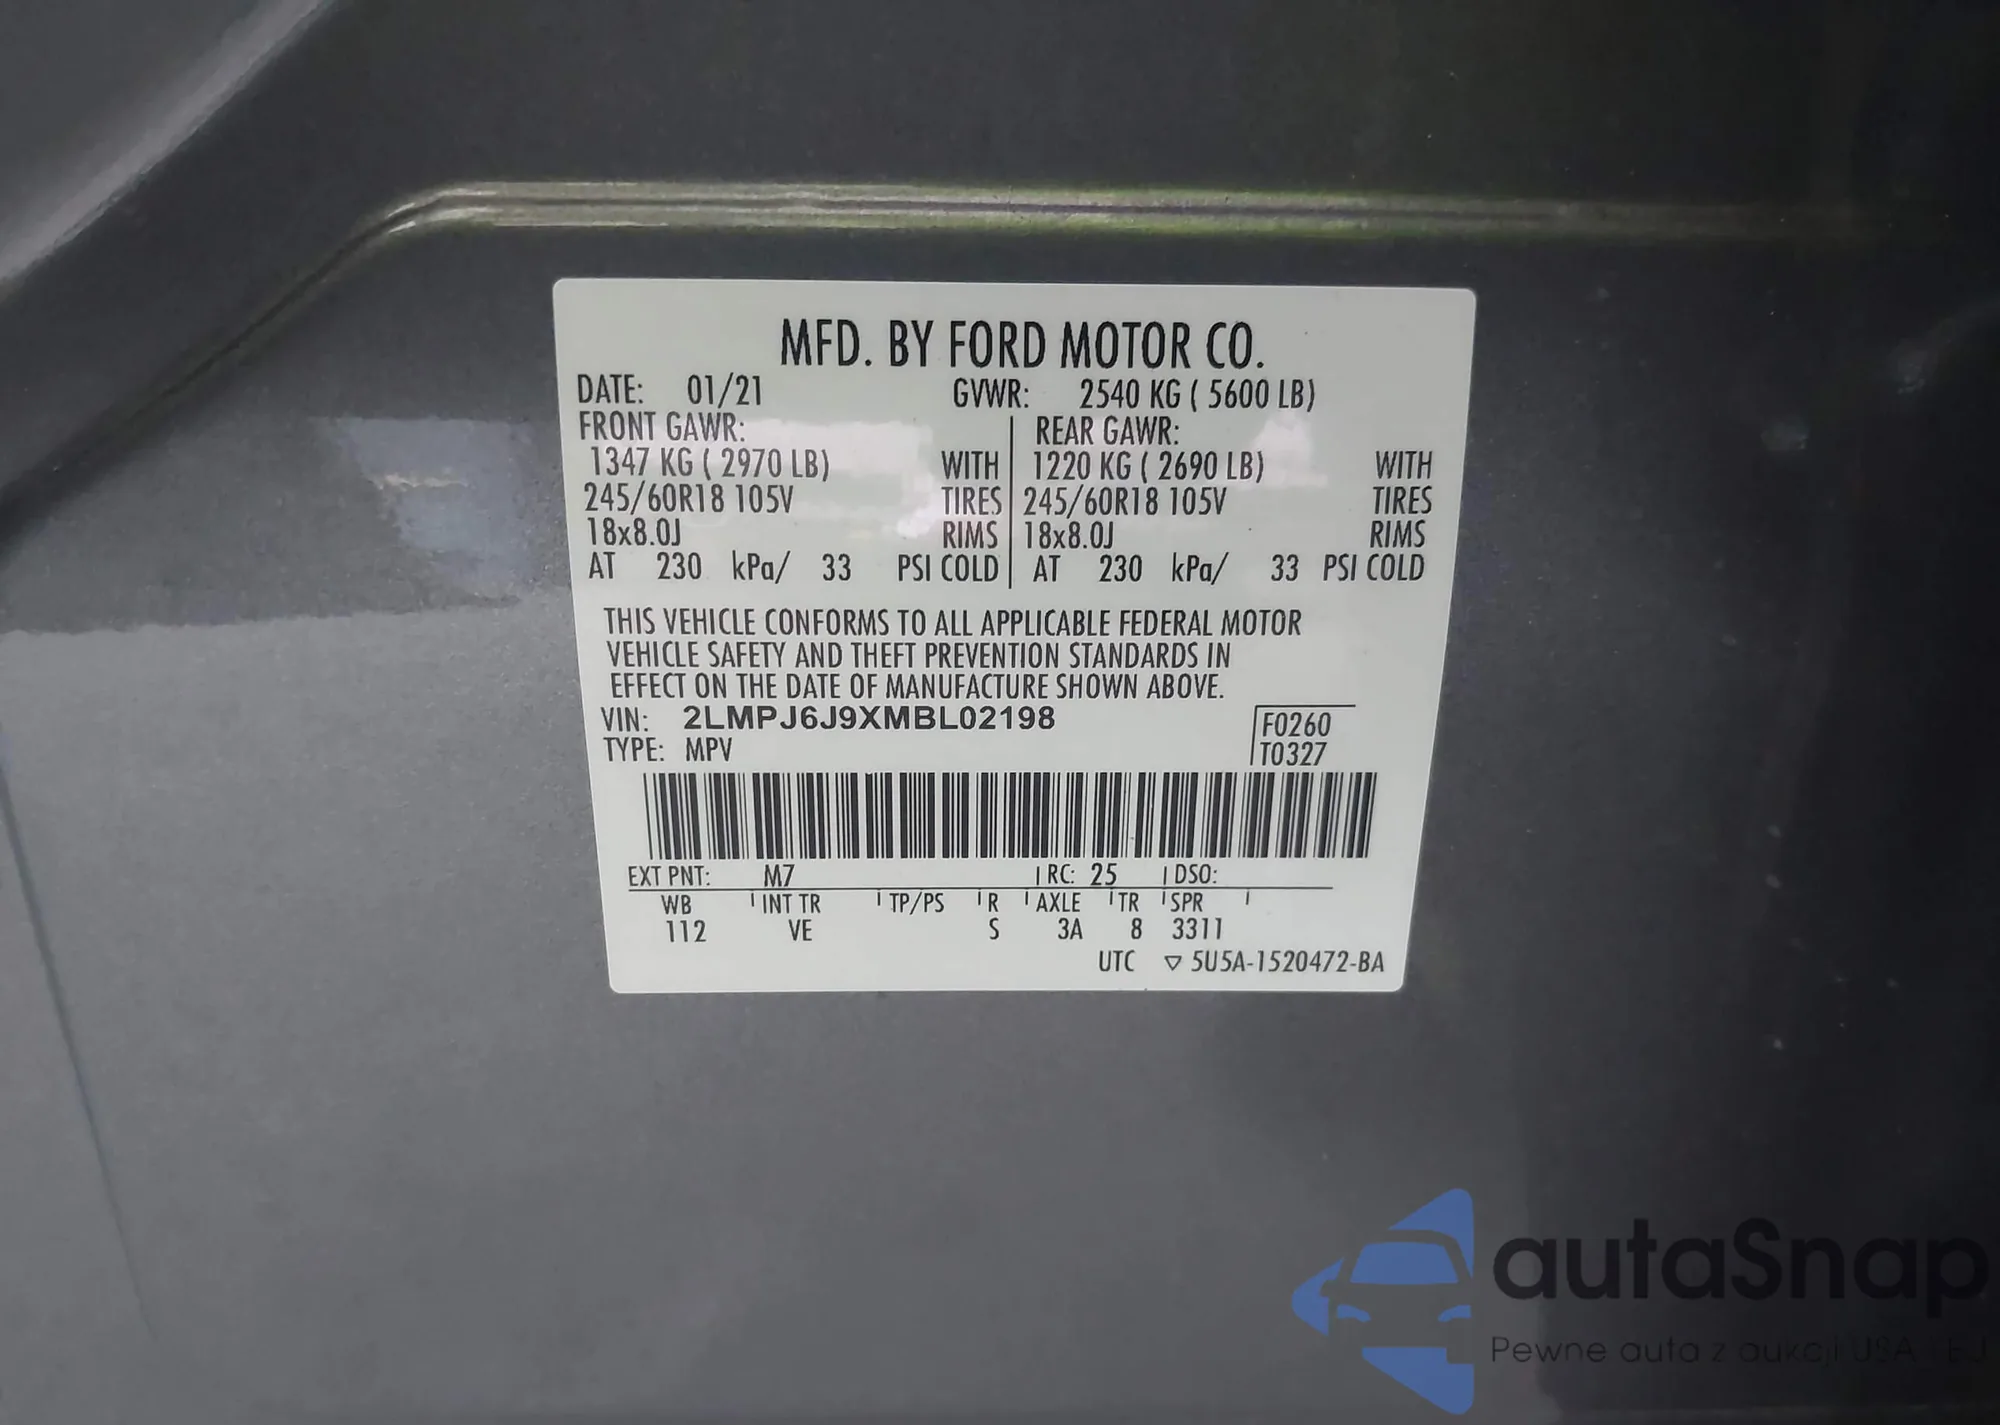 MFD. BY FORD MOTOR CO.
DATE: 01/21 GVWR: 2540 KG ( 5600 LB)
FRONT GAWR: REAR GAWR:
1347 KG ( 2970 LB) WITH 1220 KG ( 2690 LB) WITH
245/60R18 105V TIRES 245/60R18 105V TIRES
18x8.0J RIMS 18x8.0J RIMS
AT 230 kPa/ 33 PSI COLD AT 230 kPa/ 33 PSI COLD
THIS VEHICLE CONFORMS TO ALL APPLICABLE FEDERAL MOTOR
VEHICLE SAFETY AND THEFT PREVENTION STANDARDS IN
EFFECT ON THE DATE OF MANUFACTURE SHOWN ABOVE.
VIN: 2LMPJ6J9XMBL02198 F0260
TYPE: MPV T0327
EXT PNT: M7 RC: 25 DSO:
WB INT TR TP/PS R AXLE TR SPR
112 VE S 3A 8 3311
UTC ▽ 5U5A-1520472-BA
autaSnap
Pewne auta z aukcji USA i EU